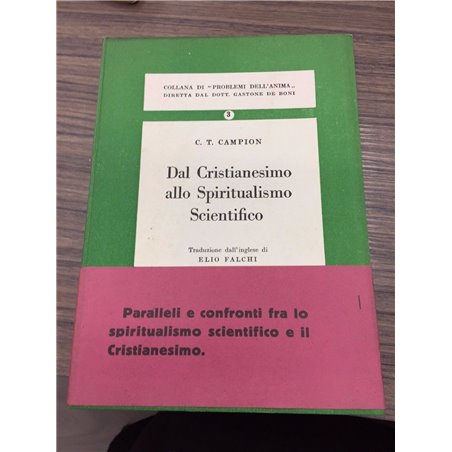 COLLANA DI "PROBLEMI DELL'ANIMA„
DIRETTA DAL DOTT. GASTONE DE BONI
3
C. T. CAMPION
Dal Cristianesimo
allo Spiritualismo
Scientifico
Traduzione dall'inglese di
ELIO FALCHI
Paralleli e confronti fra lo
spiritualismo scientifico e il
Cristianesimo.